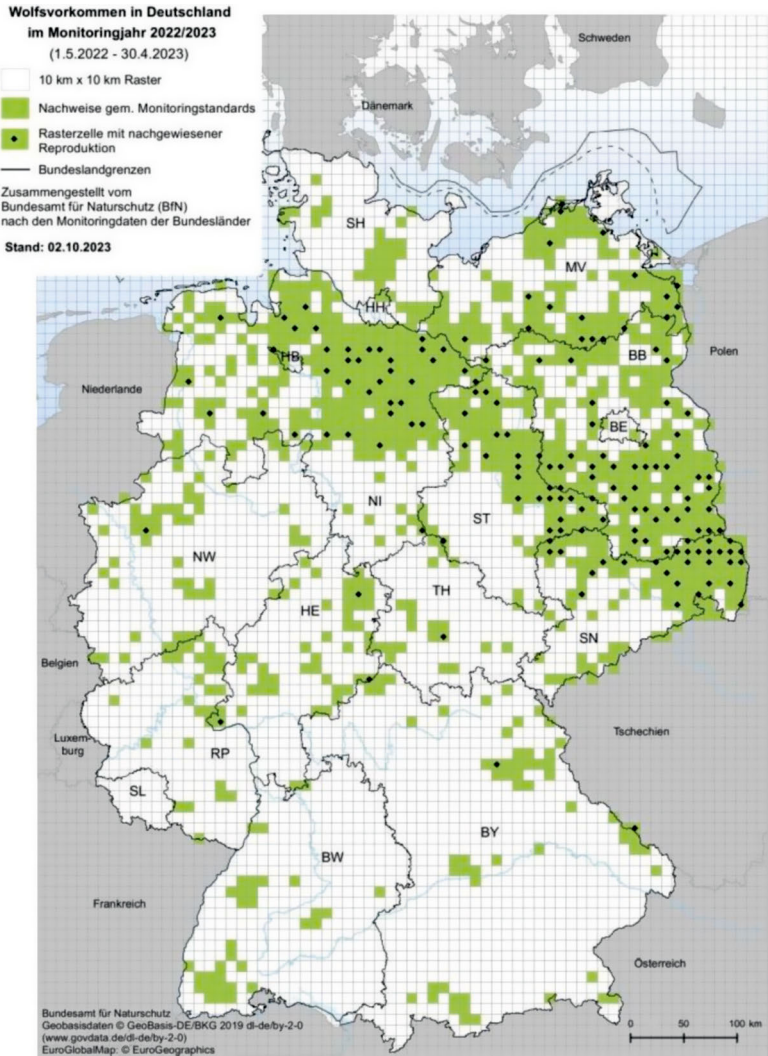 Wolfsvorkommen in Deutschland
im Monitoringjahr 2022/2023
(1.5.2022 - 30.4.2023)
10 km x 10 km Raster
Nachweise gem. Monitoringstandards
Rasterzelle mit nachgewiesener
Reproduktion
Bundeslandgrenzen
Zusammengestellt vom
Bundesamt für Naturschutz (BfN)
nach den Monitoringdaten der Bundesländer
Stand: 02.10.2023
Schweden
Dänemark
SH
MV
HH
HB
BB
Polen
Niederlande
BE
NI
ST
NW
TH
HE
SN
Belgien
Luxem-
burg
Tschechien
RP
SL
BY
BW
Frankreich
Österreich
Bundesamt für Naturschutz
Geobasisdaten © GeoBasis-DE/BKG 2019 dl-de/by-2-0
(www.govdata.de/dl-de/by-2-0)
EuroGlobalMap: © EuroGeographics
0 50 100 km